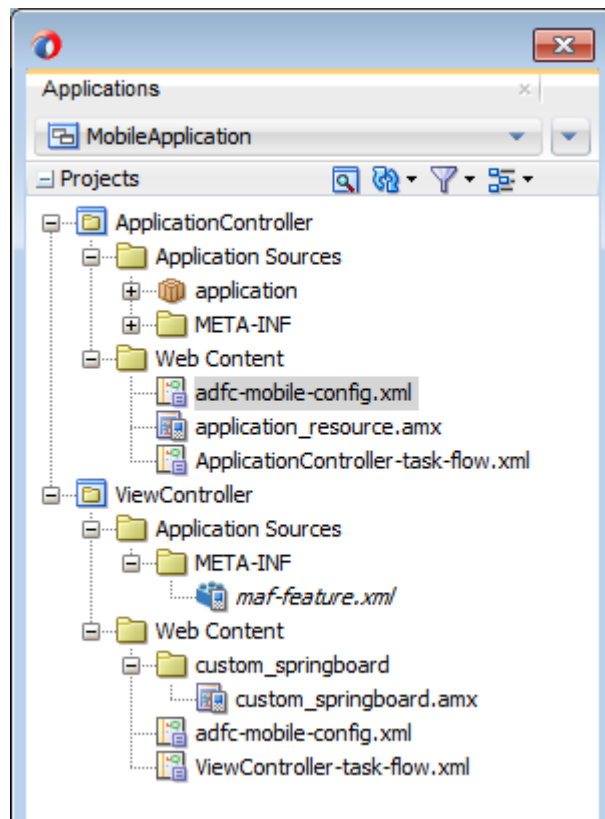 Applications
MobileApplication
Projects
ApplicationController
Application Sources
application
META-INF
Web Content
adfc-mobile-config.xml
application_resource.amx
ApplicationController-task-flow.xml
ViewController
Application Sources
META-INF
maf-feature.xml
Web Content
custom_springboard
custom_springboard.amx
adfc-mobile-config.xml
ViewController-task-flow.xml